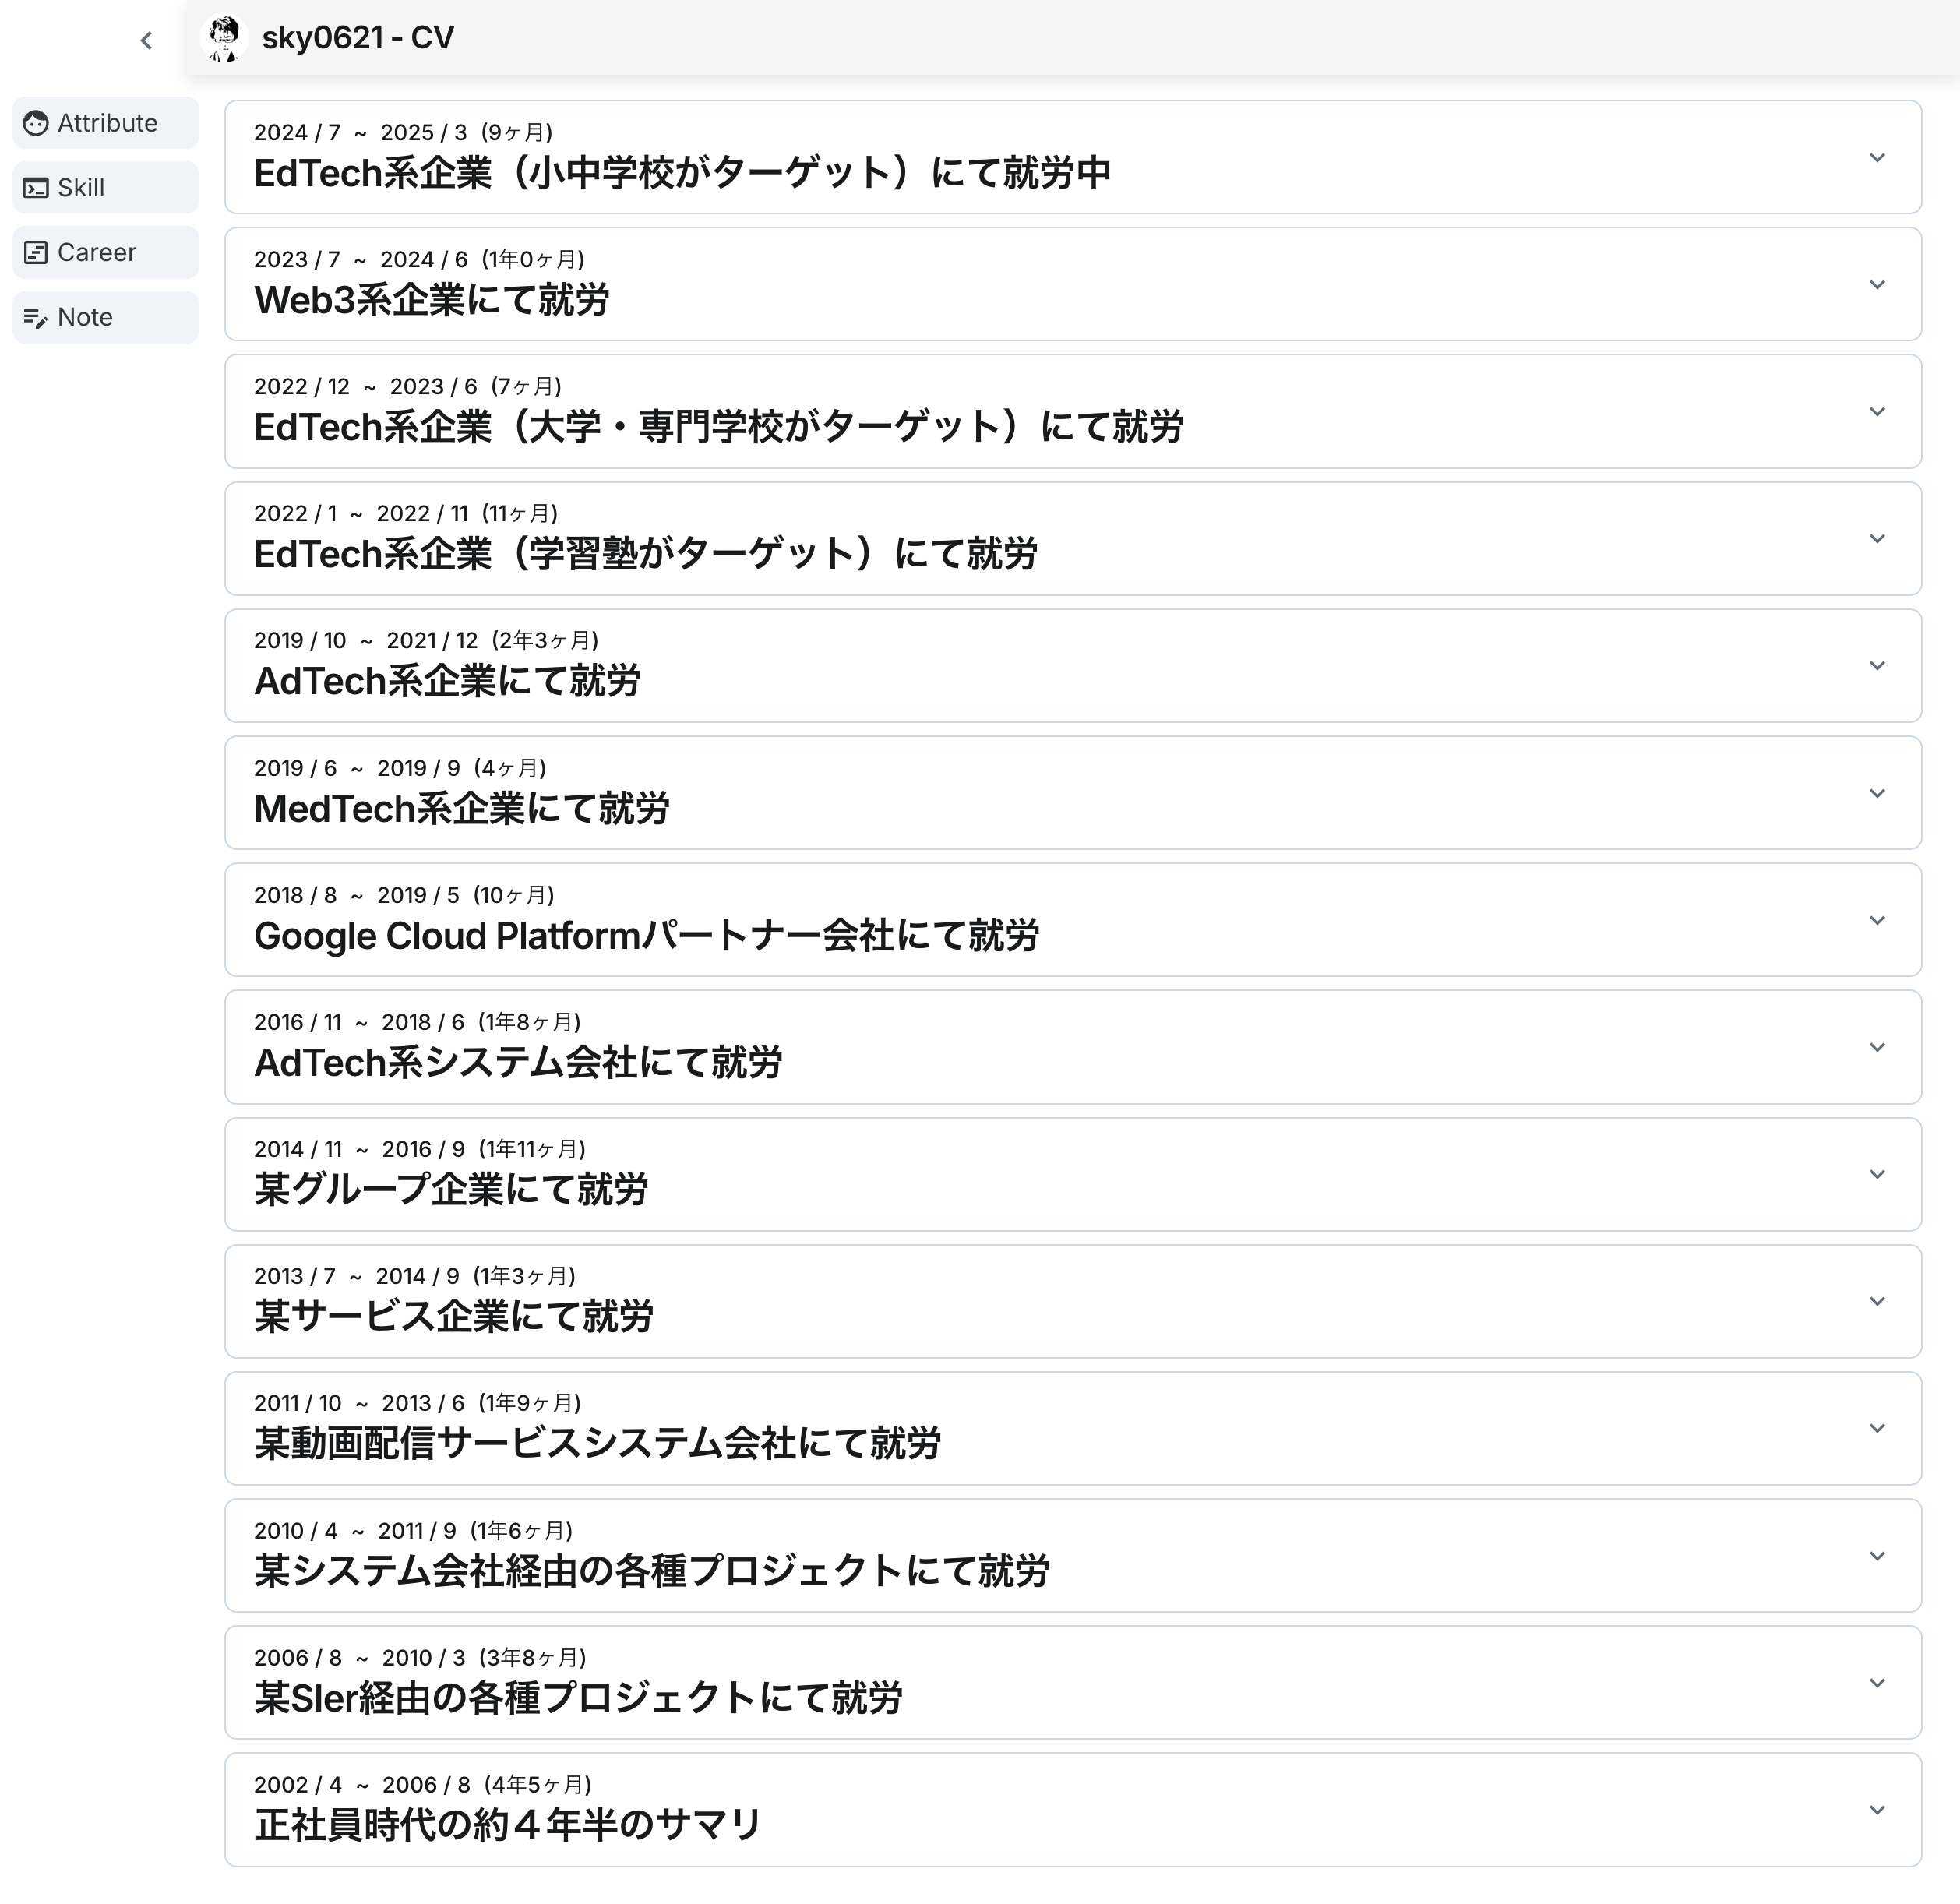 sky0621 - CV
Attribute
Skill
Career
Note
2024 / 7 ~ 2025 / 3 (9ヶ月)
EdTech系企業（小中学校がターゲット）にて就労中
2023 / 7 ~ 2024 / 6 (1年0ヶ月)
Web3系企業にて就労
2022 / 12 ~ 2023 / 6 (7ヶ月)
EdTech系企業（大学・専門学校がターゲット）にて就労
2022 / 1 ~ 2022 / 11 (11ヶ月)
EdTech系企業（学習塾がターゲット）にて就労
2019 / 10 ~ 2021 / 12 (2年3ヶ月)
AdTech系企業にて就労
2019 / 6 ~ 2019 / 9 (4ヶ月)
MedTech系企業にて就労
2018 / 8 ~ 2019 / 5 (10ヶ月)
Google Cloud Platformパートナー会社にて就労
2016 / 11 ~ 2018 / 6 (1年8ヶ月)
AdTech系システム会社にて就労
2014 / 11 ~ 2016 / 9 (1年11ヶ月)
某グループ企業にて就労
2013 / 7 ~ 2014 / 9 (1年3ヶ月)
某サービス企業にて就労
2011 / 10 ~ 2013 / 6 (1年9ヶ月)
某動画配信サービスシステム会社にて就労
2010 / 4 ~ 2011 / 9 (1年6ヶ月)
某システム会社経由の各種プロジェクトにて就労
2006 / 8 ~ 2010 / 3 (3年8ヶ月)
某SIer経由の各種プロジェクトにて就労
2002 / 4 ~ 2006 / 8 (4年5ヶ月)
正社員時代の約４年半のサマリ